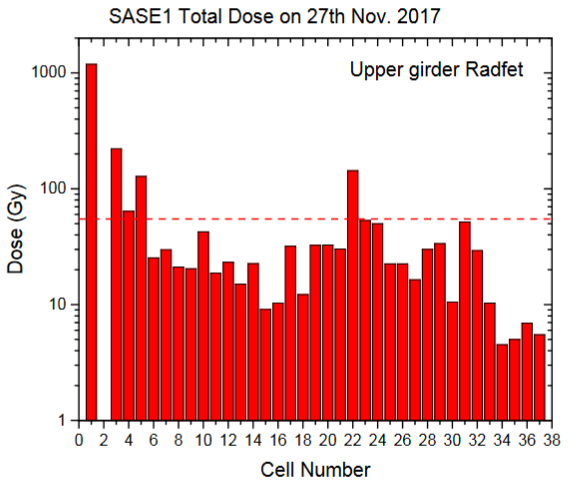 SASE1 Total Dose on 27th Nov. 2017
Upper girder Radfet
Dose (Gy)
1000
100
10
1
0 2 4 6 8 10 12 14 16 18 20 22 24 26 28 30 32 34 36 38
Cell Number